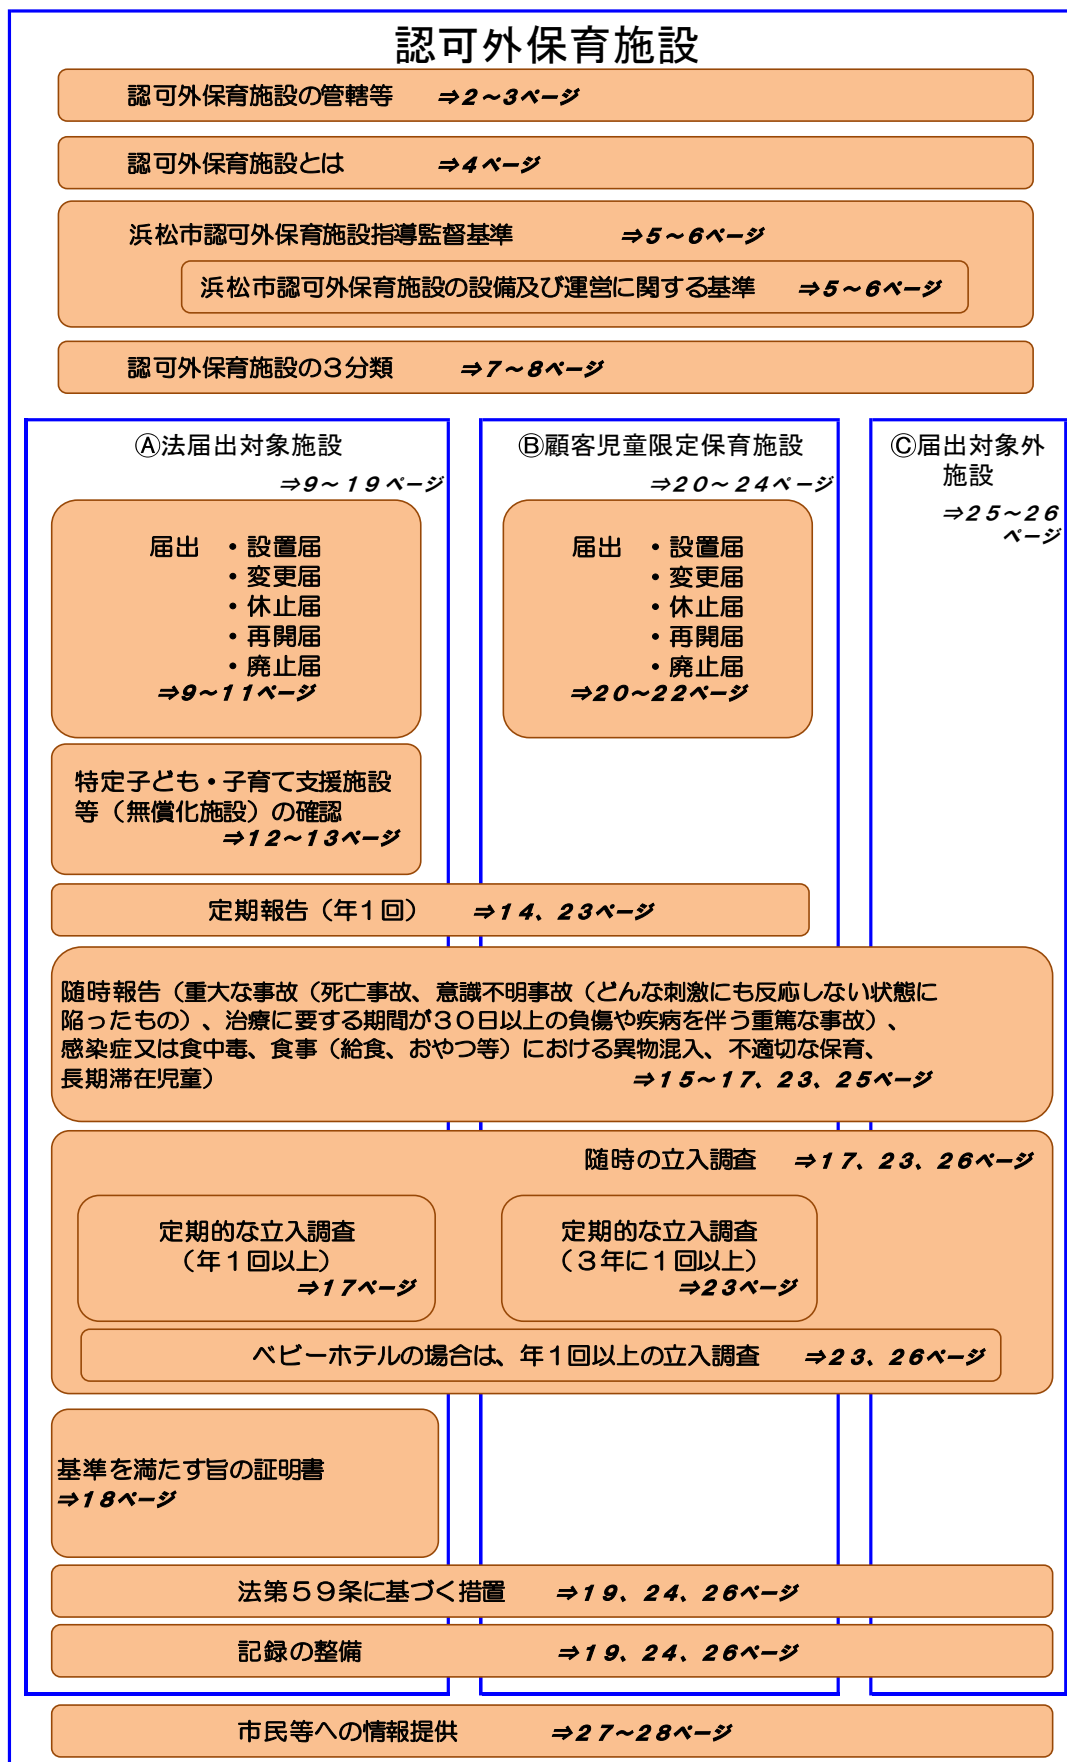 認可外保育施設
認可外保育施設の管轄等　⇒２～３ページ
認可外保育施設とは　⇒４ページ
浜松市認可外保育施設指導監督基準　⇒５～６ページ
浜松市認可外保育施設の設備及び運営に関する基準　⇒５～６ページ
認可外保育施設の３分類　⇒７～８ページ
Ⓐ法届出対象施設
⇒９～１９ページ
届出　・設置届
・変更届
・休止届
・再開届
・廃止届
⇒９～１１ページ
特定子ども・子育て支援施設
等（無償化施設）の確認
⇒１２～１３ページ
Ⓑ顧客児童限定保育施設
⇒２０～２４ページ
届出　・設置届
・変更届
・休止届
・再開届
・廃止届
⇒２０～２２ページ
Ⓒ届出対象外
施設
⇒２５～２６
ページ
定期報告（年１回）　⇒１４、２３ページ
随時報告（重大な事故（死亡事故、意識不明事故（どんな刺激にも反応しない状態に
陥ったもの）、治療に要する期間が３０日以上の負傷や疾病を伴う重篤な事故）、
感染症又は食中毒、食事（給食、おやつ等）における異物混入、不適切な保育、
長期滞在児童）　⇒１５～１７、２３、２５ページ
随時の立入調査　⇒１７、２３、２６ページ
定期的な立入調査
（年１回以上）
⇒１７ページ
定期的な立入調査
（３年に１回以上）
⇒２３ページ
ベビーホテルの場合は、年１回以上の立入調査　⇒２３、２６ページ
基準を満たす旨の証明書
⇒１８ページ
法第５９条に基づく措置　⇒１９、２４、２６ページ
記録の整備　⇒１９、２４、２６ページ
市民等への情報提供　⇒２７～２８ページ